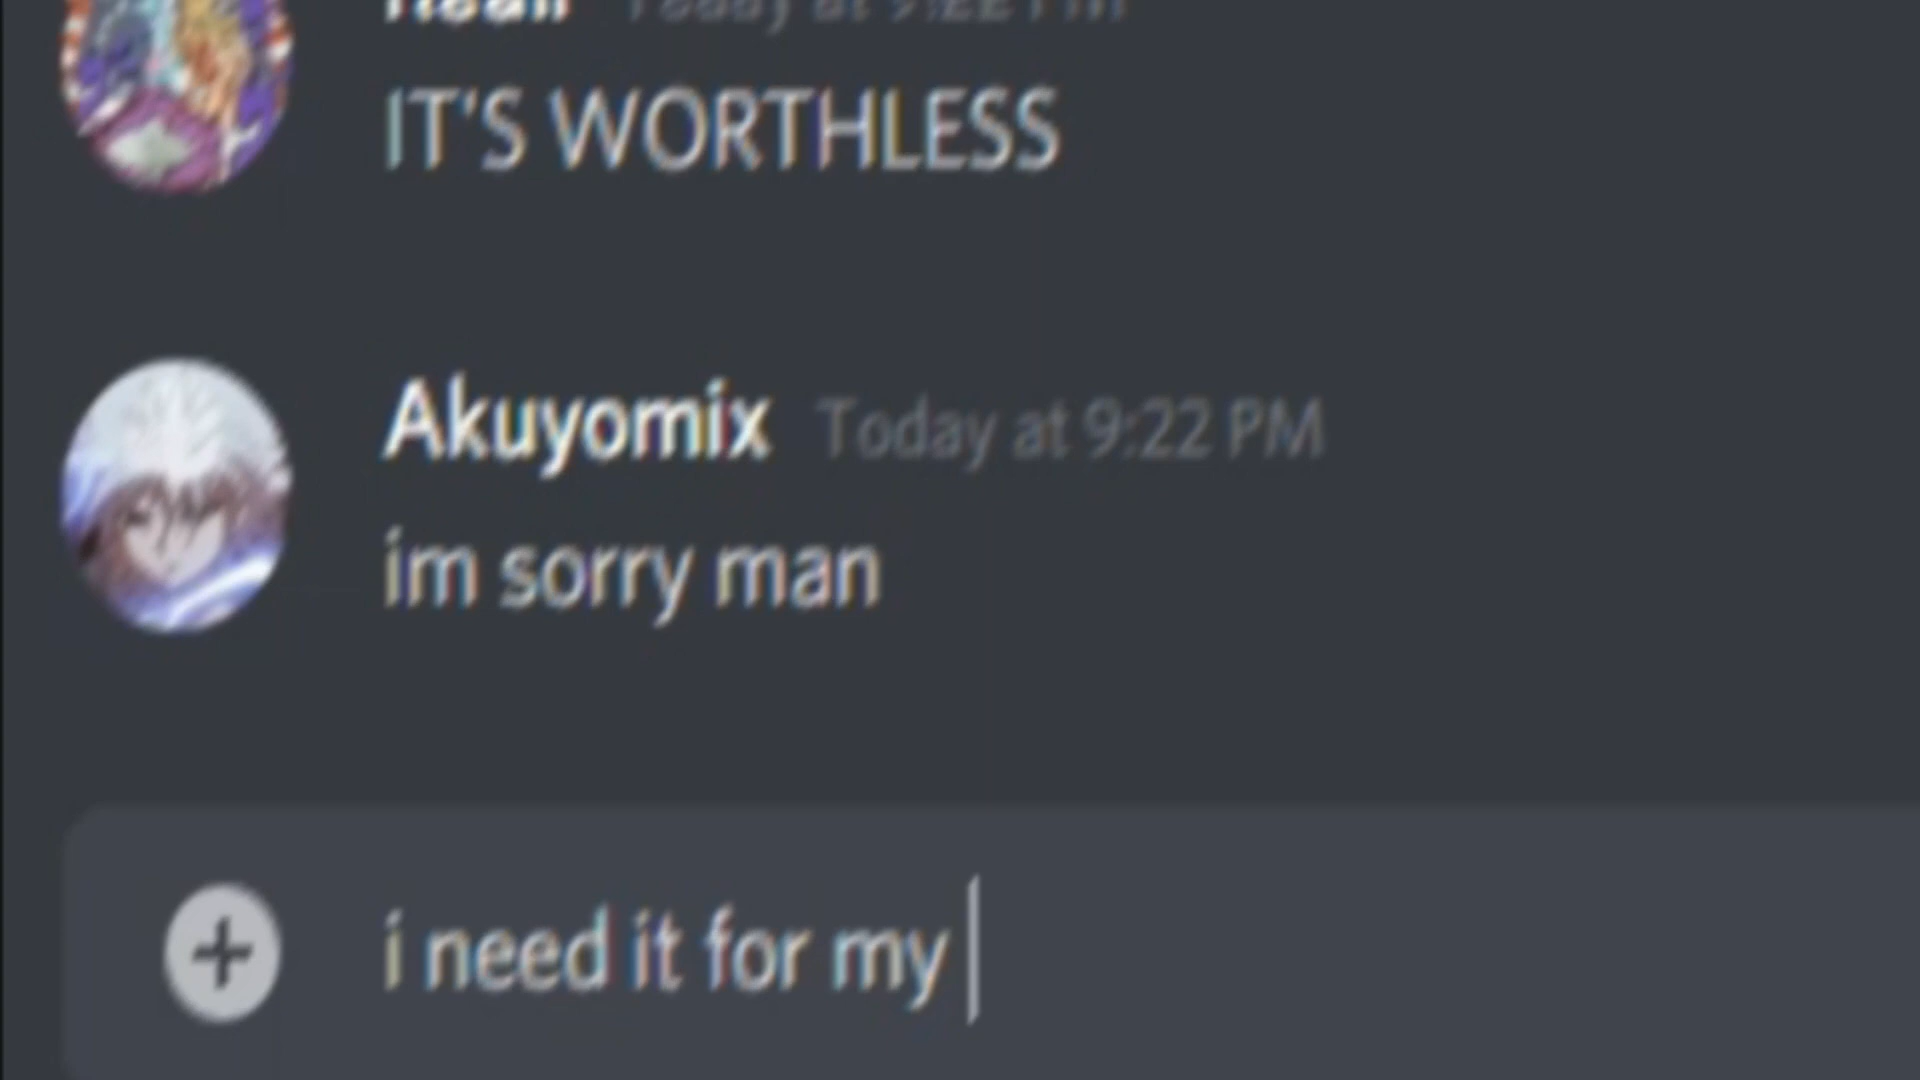 IT'S WORTHLESS
Akuyomix Today at 9:22 PM
im sorry man
i need it for my